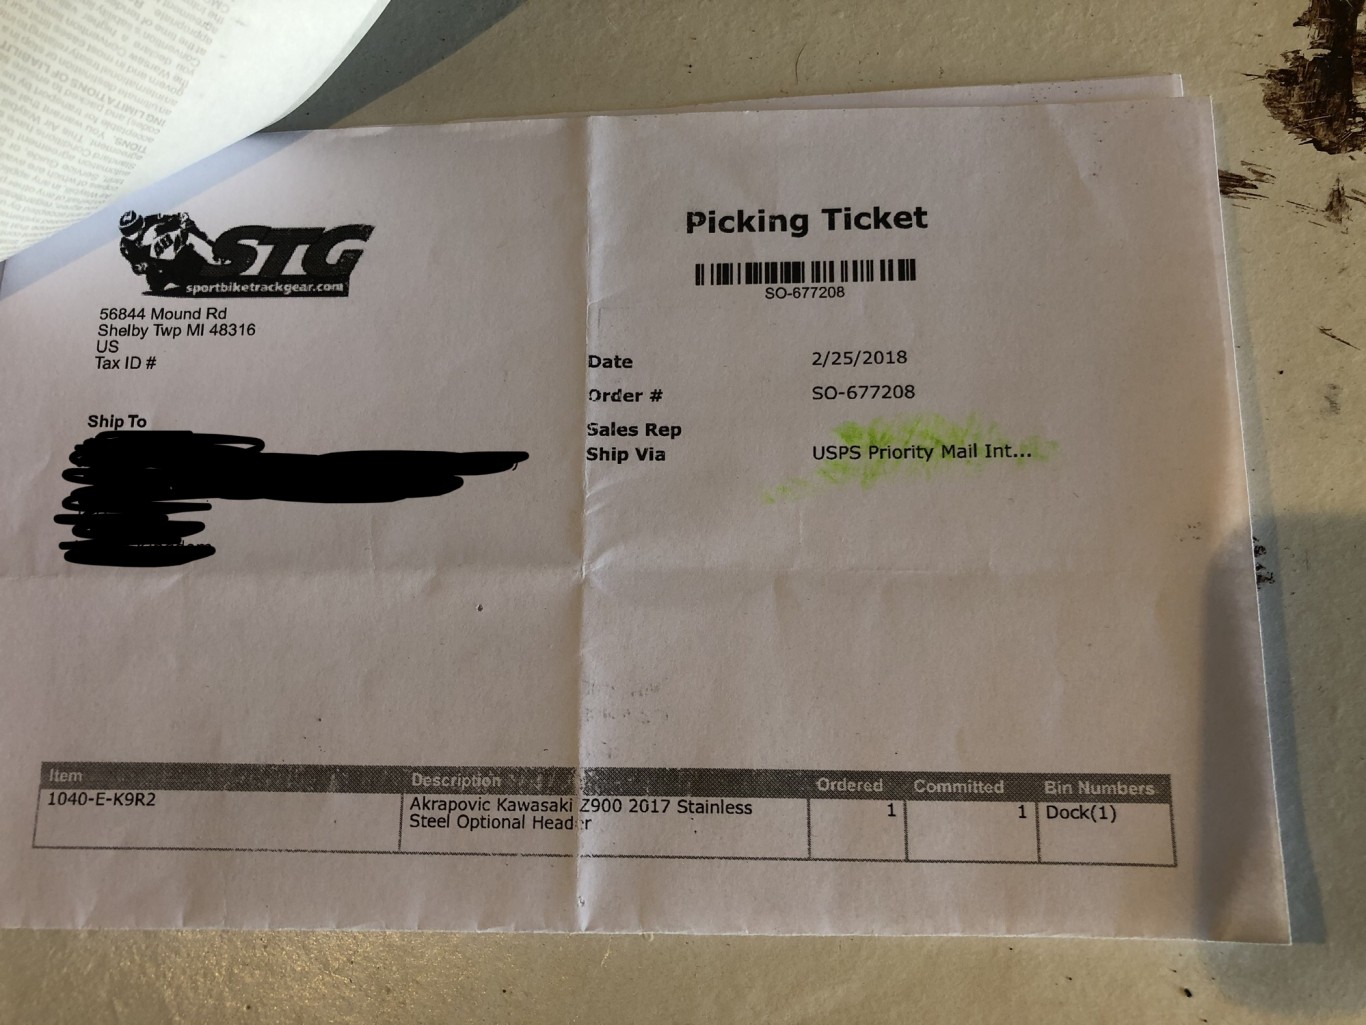 STG
sportbiketrackgear.com
56844 Mound Rd
Shelby Twp MI 48316
US
Tax ID #
Ship To
Picking Ticket
SO-677208
Date 2/25/2018
Order # SO-677208
Sales Rep
Ship Via USPS Priority Mail Int...
Item Description Ordered Committed Bin Numbers
1040-E-K9R2 Akrapovic Kawasaki Z900 2017 Stainless 1 1 Dock(1)
Steel Optional Header